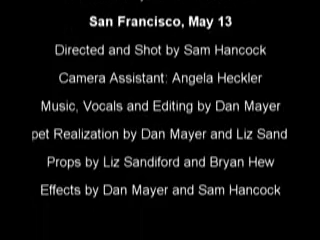 San Francisco, May 13
Directed and Shot by Sam Hancock
Camera Assistant: Angela Heckler
Music, Vocals and Editing by Dan Mayer
pet Realization by Dan Mayer and Liz Sand
Props by Liz Sandiford and Bryan Hew
Effects by Dan Mayer and Sam Hancock